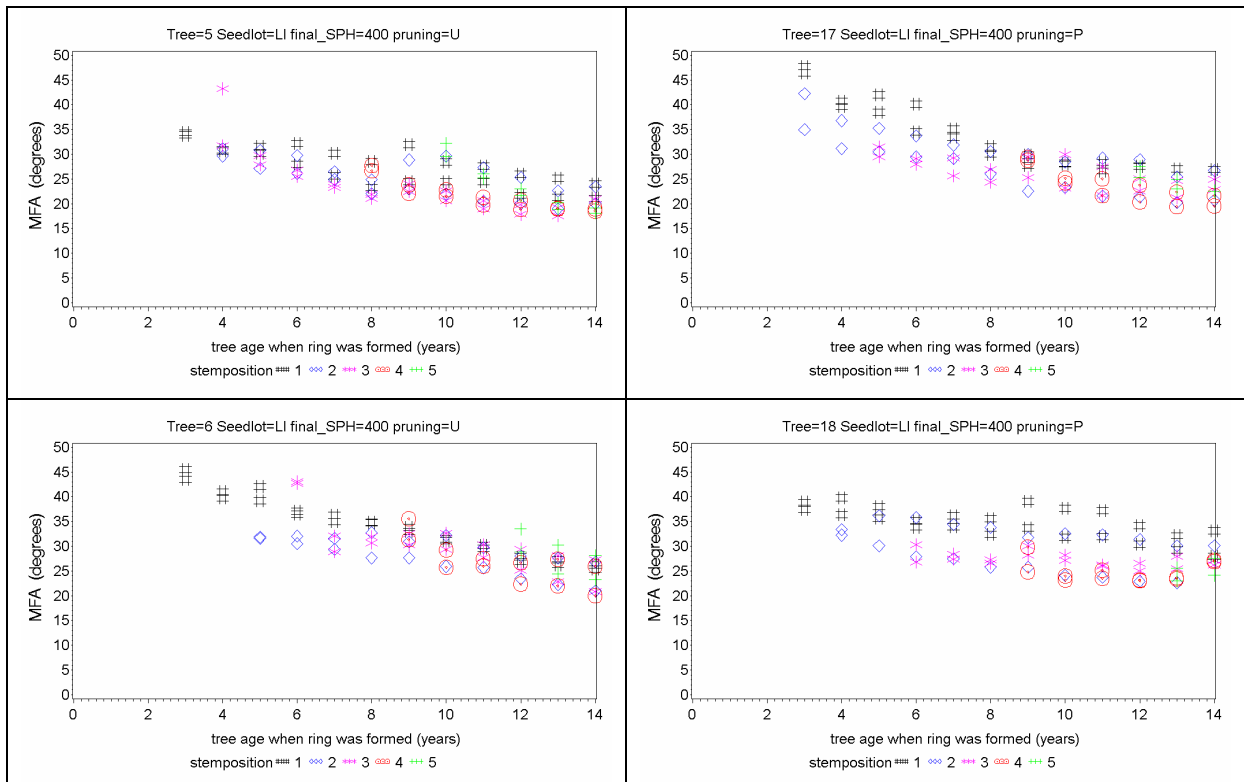 Tree=5 Seedlot=LI final_SPH=400 pruning=U
MFA (degrees)
50
45
40
35
30
25
20
15
10
5
0
0 2 4 6 8 10 12 14
tree age when ring was formed (years)
stemposition 1 2 3 4 5
Tree=17 Seedlot=LI final_SPH=400 pruning=P
MFA (degrees)
50
45
40
35
30
25
20
15
10
5
0
0 2 4 6 8 10 12 14
tree age when ring was formed (years)
stemposition 1 2 3 4 5
Tree=6 Seedlot=LI final_SPH=400 pruning=U
MFA (degrees)
50
45
40
35
30
25
20
15
10
5
0
0 2 4 6 8 10 12 14
tree age when ring was formed (years)
stemposition 1 2 3 4 5
Tree=18 Seedlot=LI final_SPH=400 pruning=P
MFA (degrees)
50
45
40
35
30
25
20
15
10
5
0
0 2 4 6 8 10 12 14
tree age when ring was formed (years)
stemposition 1 2 3 4 5